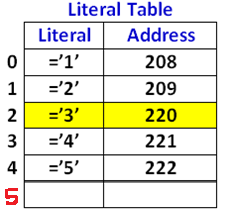 Literal Table
Literal Address
0 =’1’ 208
1 =’2’ 209
2 =’3’ 220
3 =’4’ 221
4 =’5’ 222
5